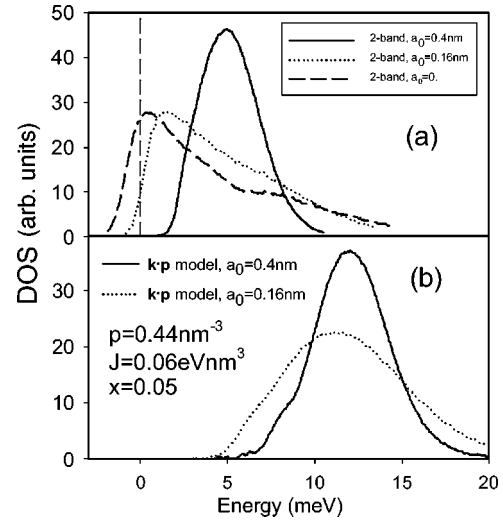 50
40
30
20
10
0
2-band, a0=0.4nm
2-band, a0=0.16nm
2-band, a0=0.
(a)
DOS (arb. units)
30
20
10
0
k·p model, a0=0.4nm
k·p model, a0=0.16nm
(b)
p=0.44nm-3
J=0.06eVnm3
x=0.05
0 5 10 15 20
Energy (meV)